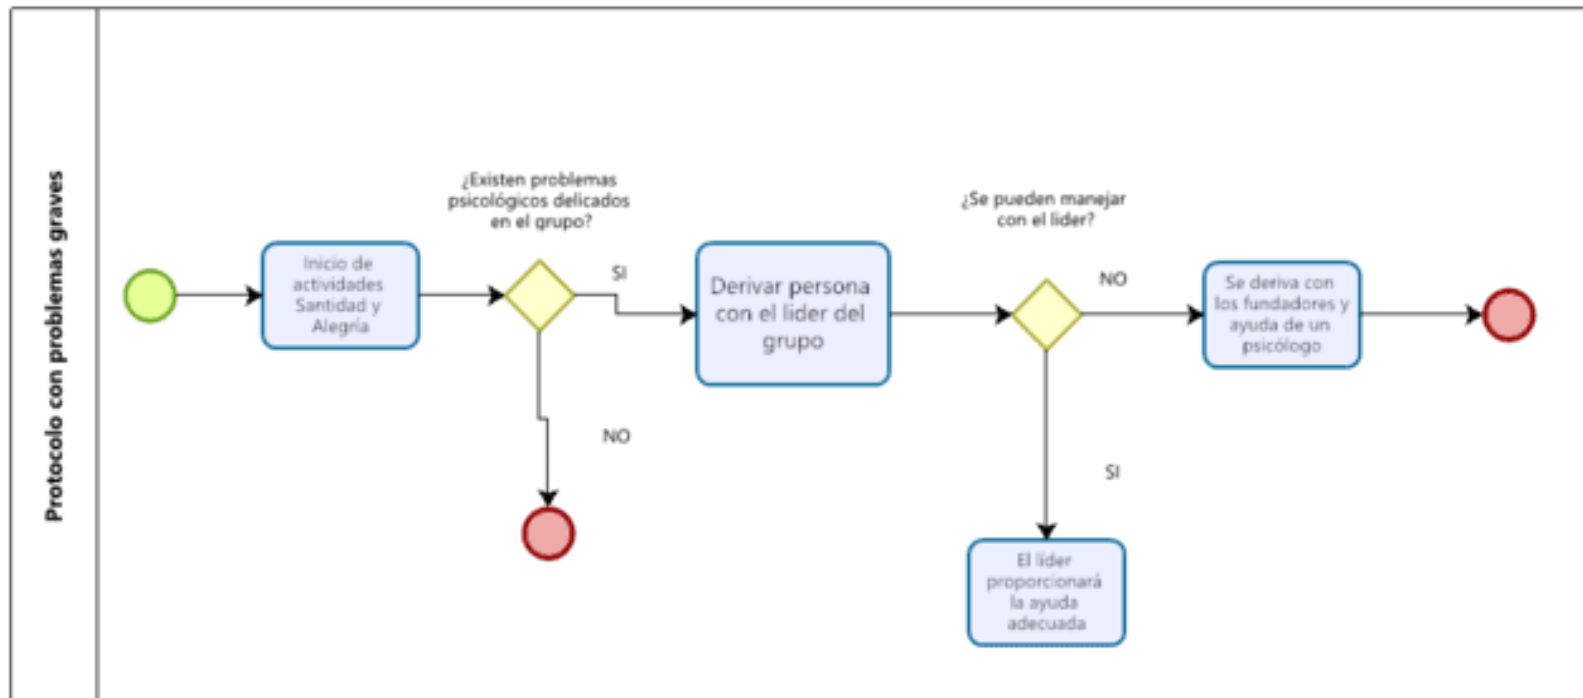 Protocolo con problemas graves
Inicio de
actividades
Santidad y
Alegría
¿Existen problemas
psicológicos delicados
en el grupo?
SI
NO
Derivar persona
con el lider del
grupo
¿Se pueden manejar
con el lider?
NO
SI
Se deriva con
los fundadores y
ayuda de un
psicólogo
El líder
proporcionará
la ayuda
adecuada